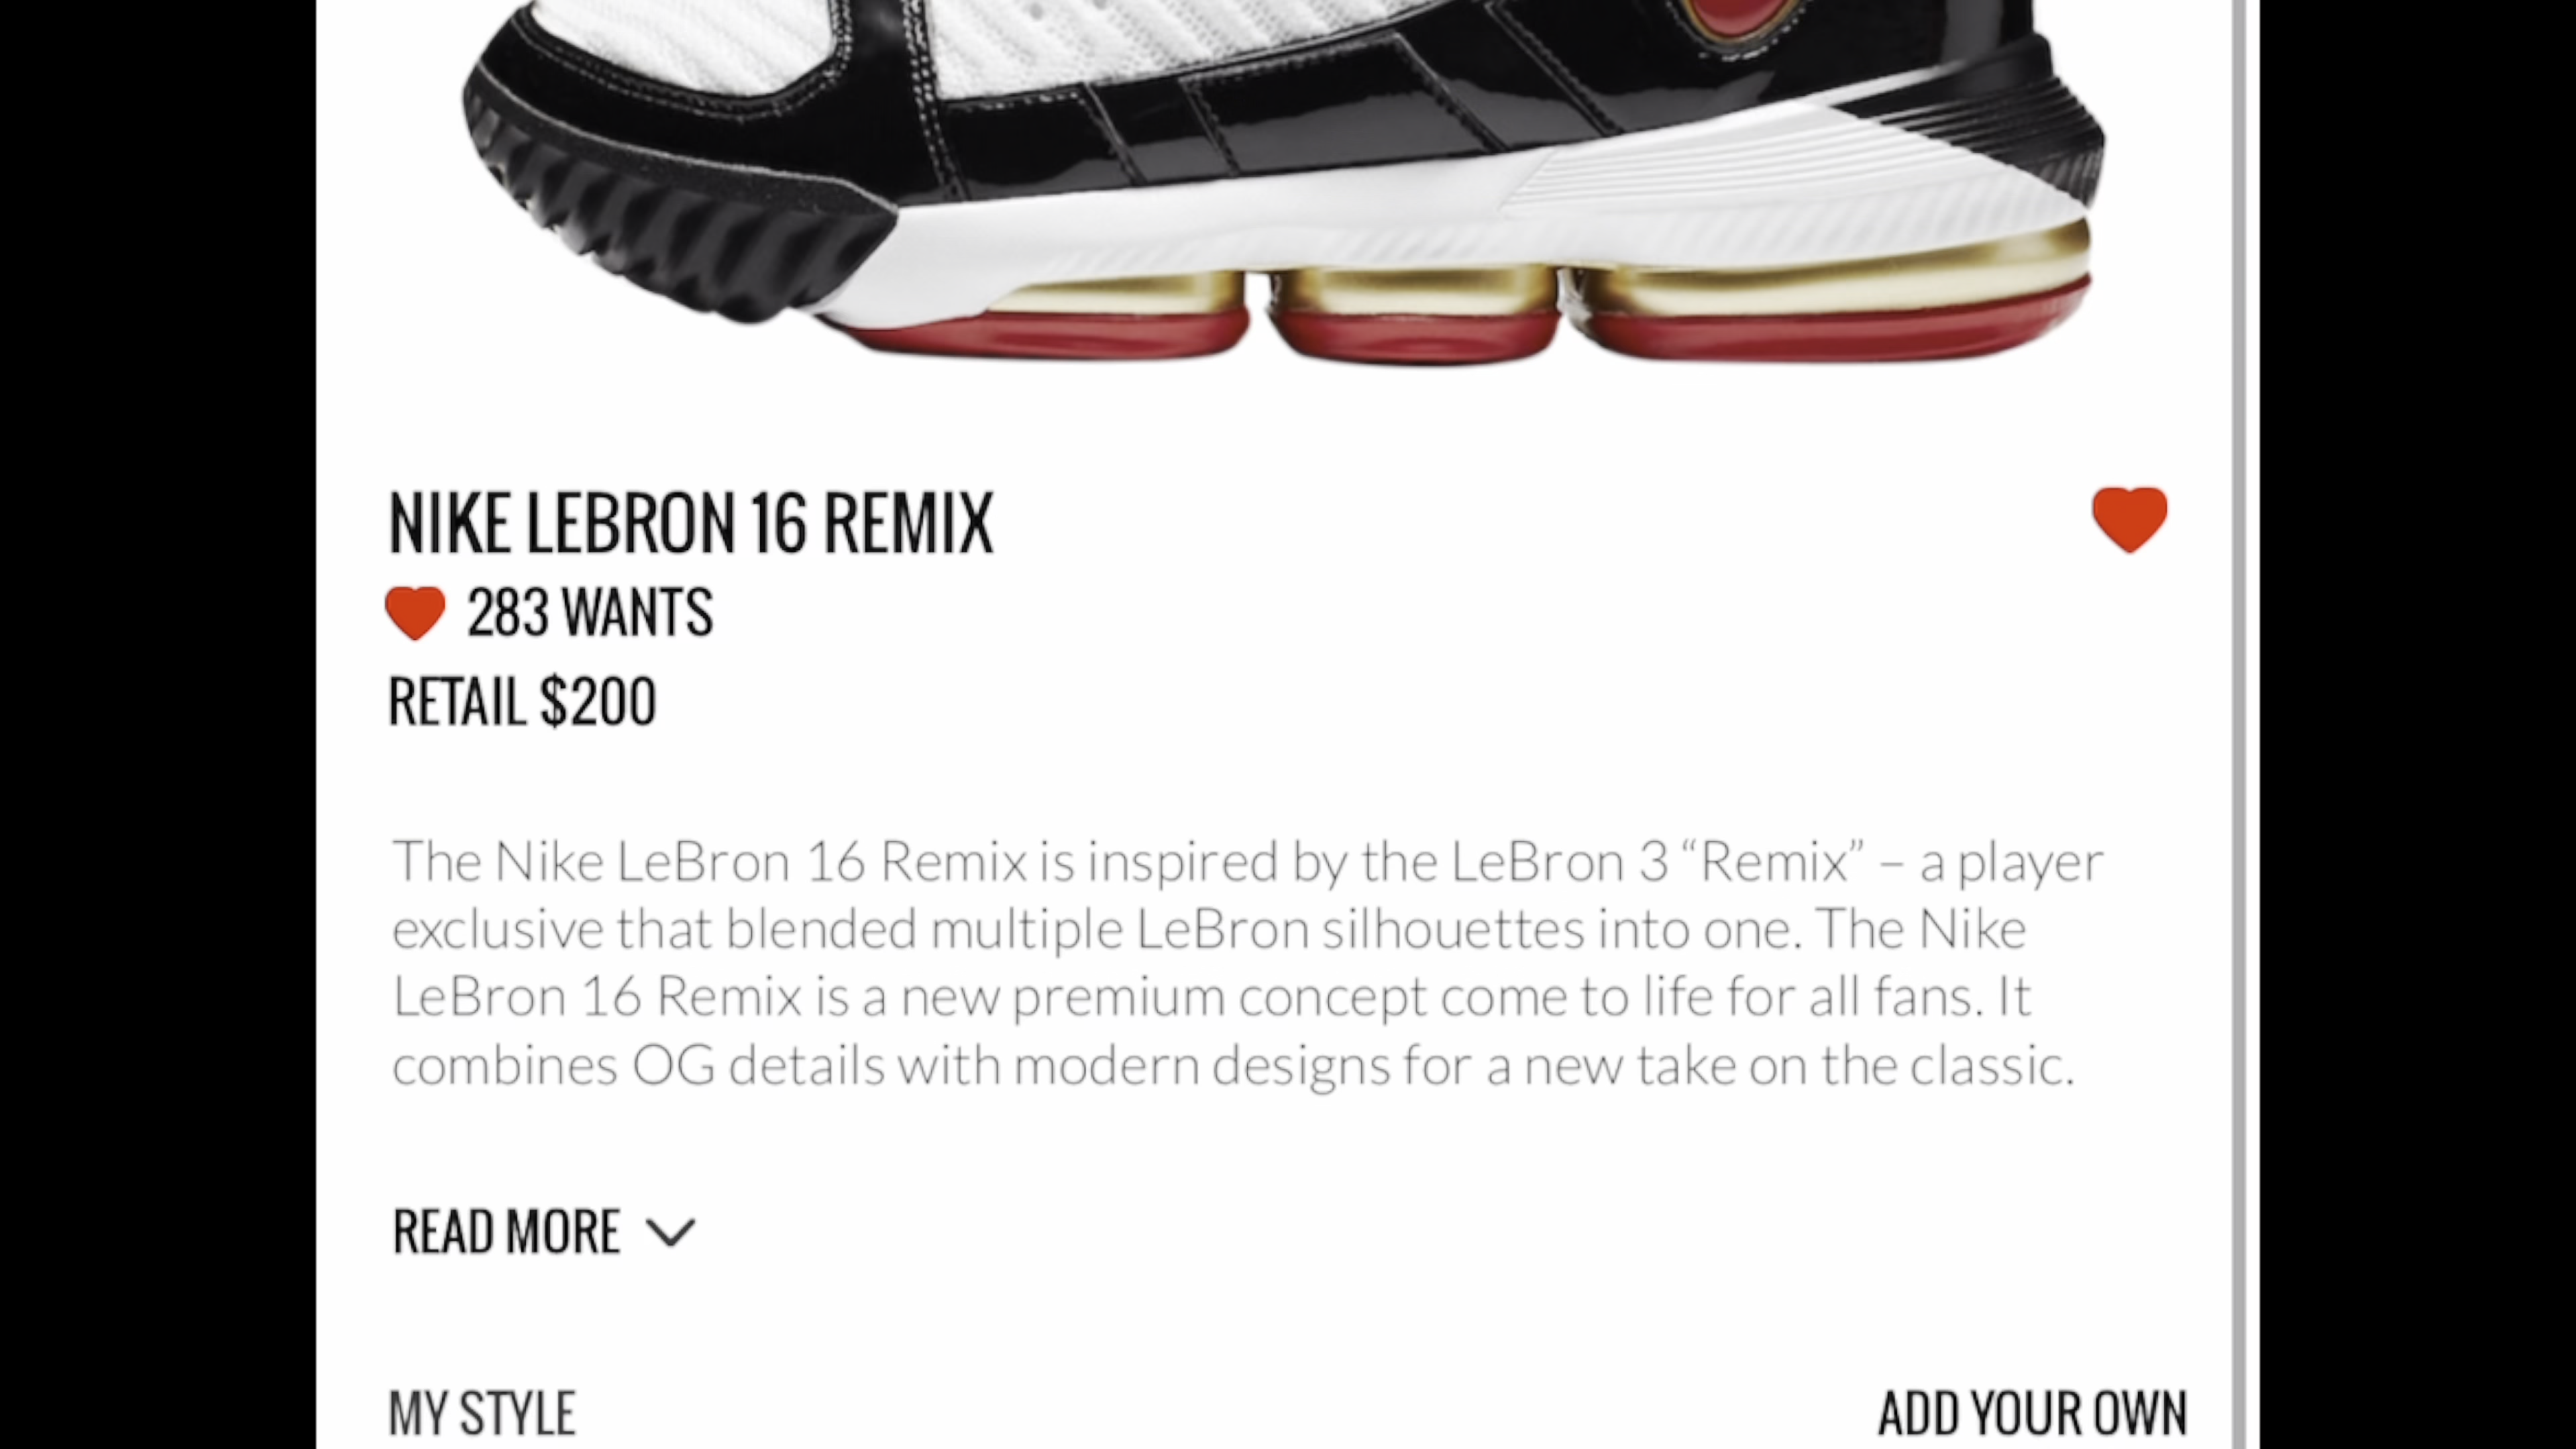 NIKE LEBRON 16 REMIX
283 WANTS
RETAIL $200
The Nike LeBron 16 Remix is inspired by the LeBron 3 “Remix” – a player
exclusive that blended multiple LeBron silhouettes into one. The Nike
LeBron 16 Remix is a new premium concept come to life for all fans. It
combines OG details with modern designs for a new take on the classic.
READ MORE
MY STYLE
ADD YOUR OWN